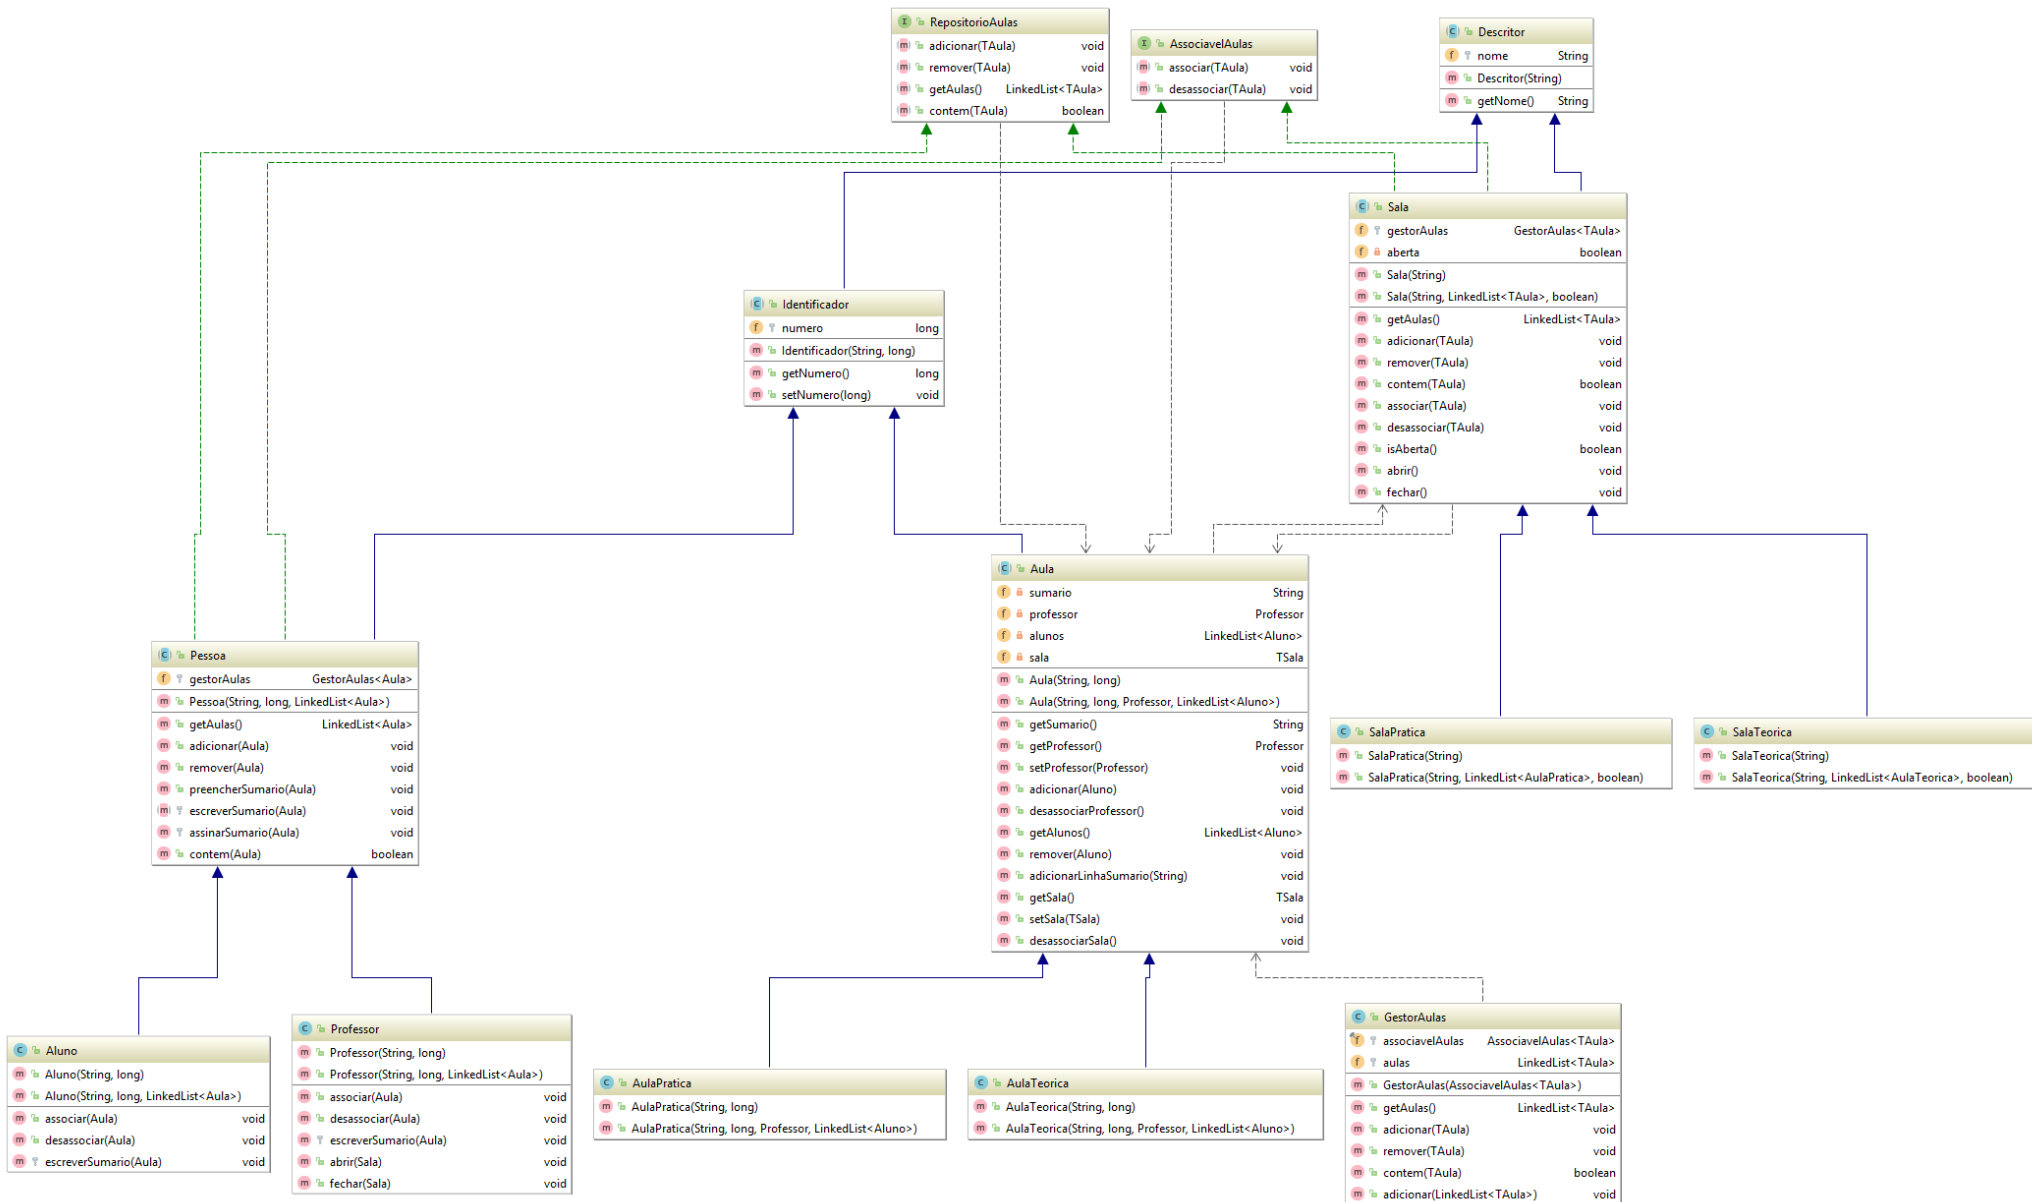 RepositorioAulas
adicionar(TAula) void
remover(TAula) void
getAulas() LinkedList<TAula>
contem(TAula) boolean
AssociavelAulas
associar(TAula) void
desassociar(TAula) void
Descritor
nome String
Descritor(String)
getNome() String
Sala
gestorAulas GestorAulas<TAula>
aberta boolean
Sala(String)
Sala(String, LinkedList<TAula>, boolean)
getAulas() LinkedList<TAula>
adicionar(TAula) void
remover(TAula) void
contem(TAula) boolean
associar(TAula) void
desassociar(TAula) void
isAberta() boolean
abrir() void
fechar() void
Identificador
numero long
Identificador(String, long)
getNumero() long
setNumero(long) void
Aula
sumario String
professor Professor
alunos LinkedList<Aluno>
sala TSala
Aula(String, long)
Aula(String, long, Professor, LinkedList<Aluno>)
getSumario() String
getProfessor() Professor
setProfessor(Professor) void
adicionar(Aluno) void
desassociarProfessor() void
getAlunos() LinkedList<Aluno>
remover(Aluno) void
adicionarLinhaSumario(String) void
getSala() TSala
setSala(TSala) void
desassociarSala() void
Pessoa
gestorAulas GestorAulas<Aula>
Pessoa(String, long, LinkedList<Aula>)
getAulas() LinkedList<Aula>
adicionar(Aula) void
remover(Aula) void
preencherSumario(Aula) void
escreverSumario(Aula) void
assinarSumario(Aula) void
contem(Aula) boolean
SalaPratica
SalaPratica(String)
SalaPratica(String, LinkedList<AulaPratica>, boolean)
SalaTeorica
SalaTeorica(String)
SalaTeorica(String, LinkedList<AulaTeorica>, boolean)
Aluno
Aluno(String, long)
Aluno(String, long, LinkedList<Aula>)
associar(Aula) void
desassociar(Aula) void
escreverSumario(Aula) void
Professor
Professor(String, long)
Professor(String, long, LinkedList<Aula>)
associar(Aula) void
desassociar(Aula) void
escreverSumario(Aula) void
abrir(Sala) void
fechar(Sala) void
AulaPratica
AulaPratica(String, long)
AulaPratica(String, long, Professor, LinkedList<Aluno>)
AulaTeorica
AulaTeorica(String, long)
AulaTeorica(String, long, Professor, LinkedList<Aluno>)
GestorAulas
associavelAulas AssociavelAulas<TAula>
aulas LinkedList<TAula>
GestorAulas(AssociavelAulas<TAula>)
getAulas() LinkedList<TAula>
adicionar(TAula) void
remover(TAula) void
contem(TAula) boolean
adicionar(LinkedList<TAula>) void